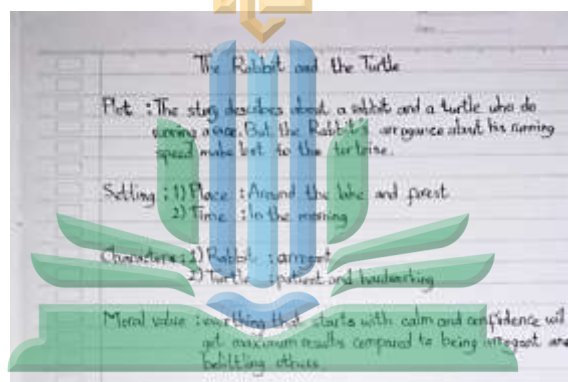 The Rabbit and the Turtle
Plot : The story describes about a rabbit and a turtle who do
running a race. But the Rabbit's arrogance about his running
speed make lost to the tortoise.
Setting : 1) Place : Around the lake and forest
2) Time : In the morning
Characters : 1) Rabbit : arrogant
2) Turtle : patient and hardworking
Moral value : everything that starts with calm and confidence will
get maximum results compared to being arrogant and
belittling others.